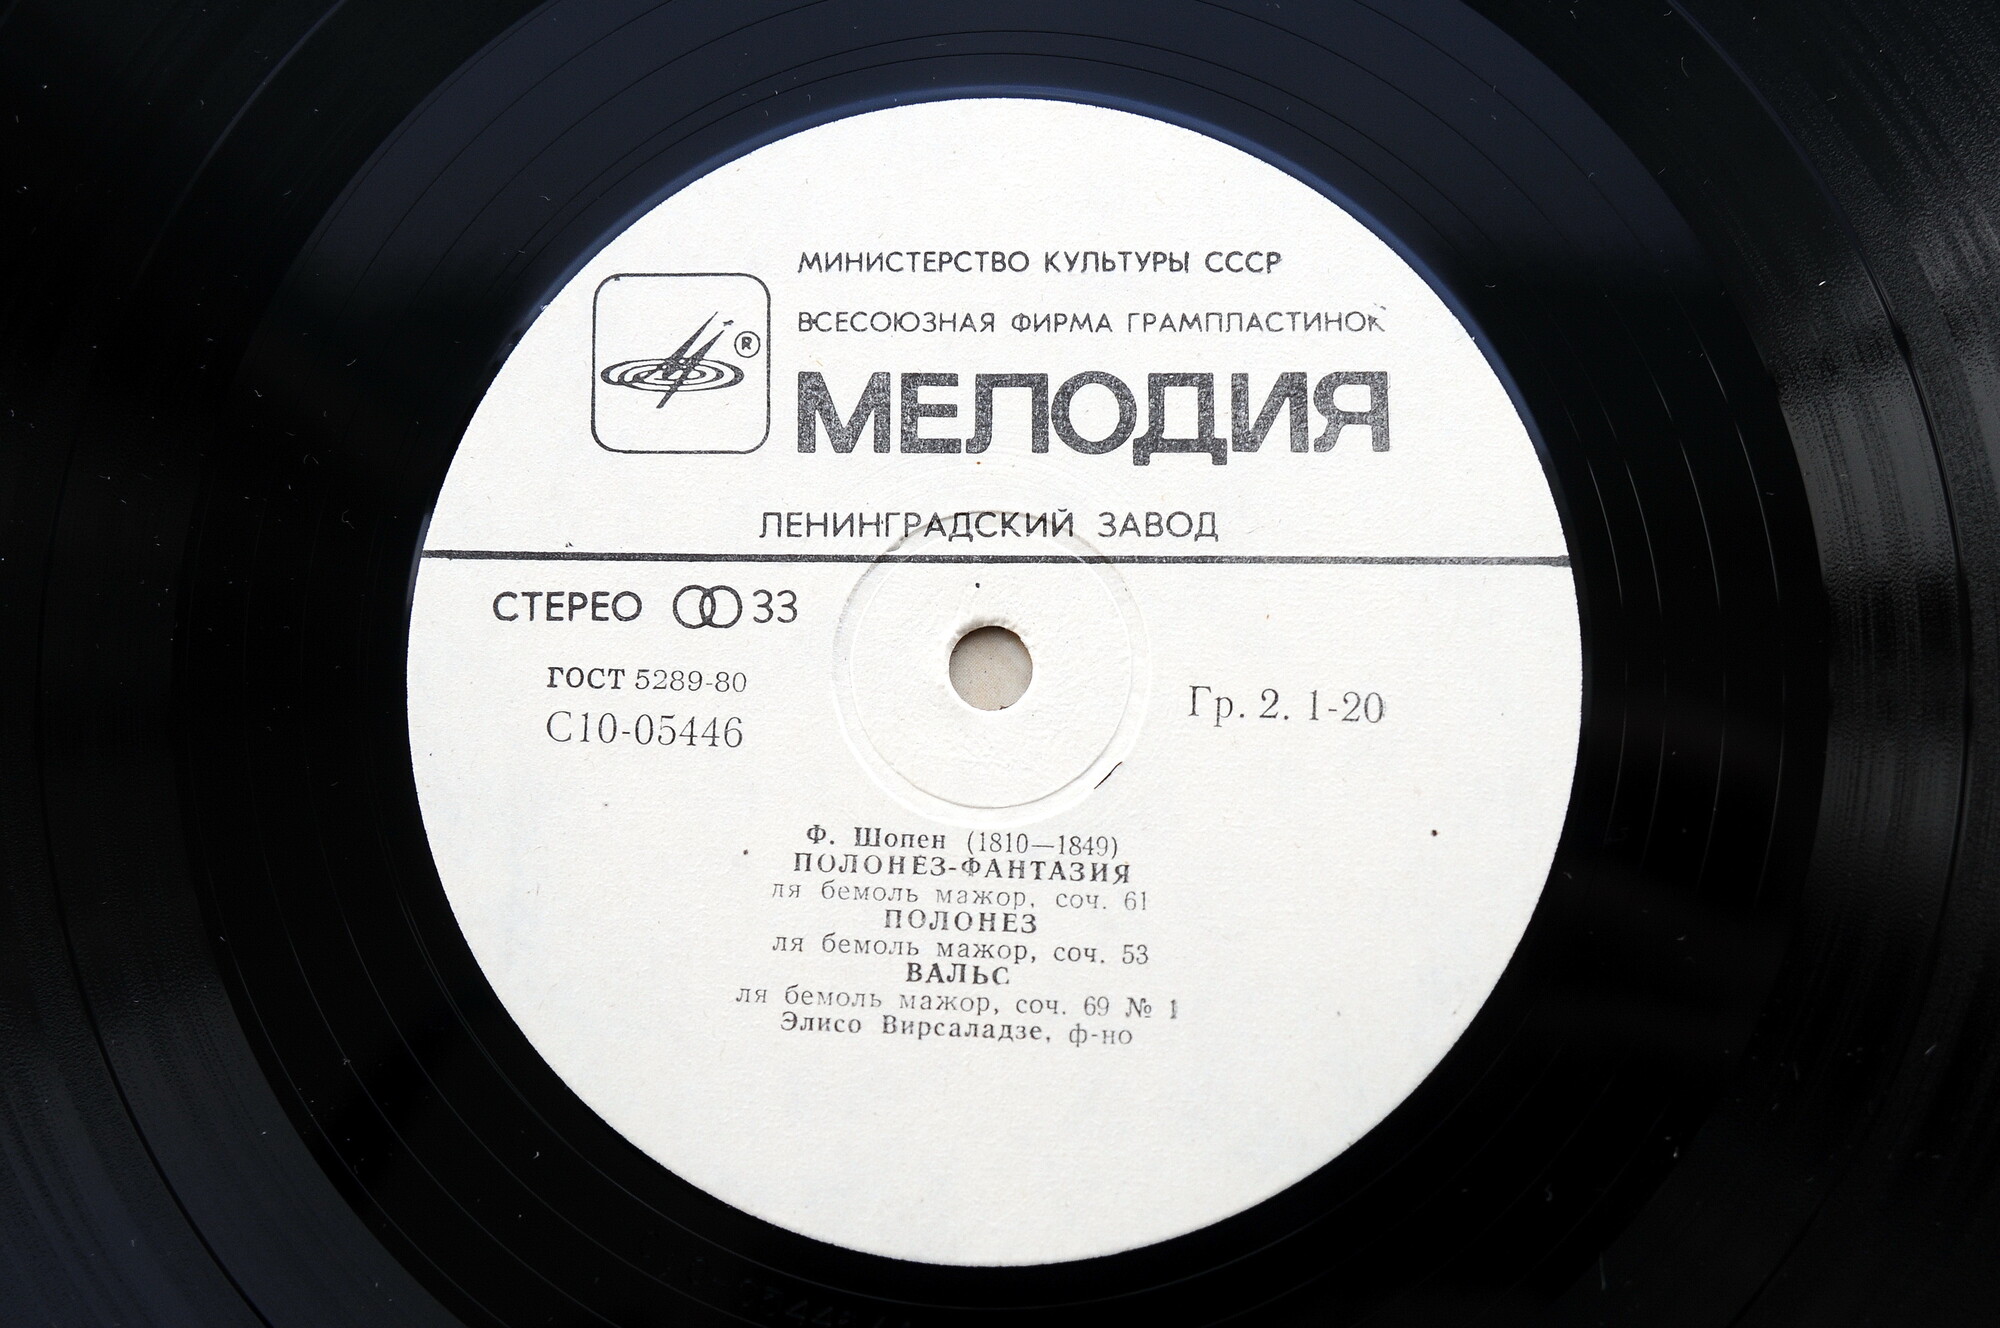 МИНИСТЕРСТВО КУЛЬТУРЫ СССР
ВСЕСОЮЗНАЯ ФИРМА ГРАМПЛАСТИНОК
®
МЕЛОДИЯ
ЛЕНИНГРАДСКИЙ ЗАВОД
СТЕРЕО 33
ГОСТ 5289-80
С10-05446
Гр. 2. 1-20
Ф. Шопен (1810—1849)
ПОЛОНЕЗ-ФАНТАЗИЯ
ля бемоль мажор, соч. 61
ПОЛОНЕЗ
ля бемоль мажор, соч. 53
ВАЛЬС
ля бемоль мажор, соч. 69 № 1
Элисо Вирсаладзе, ф-но